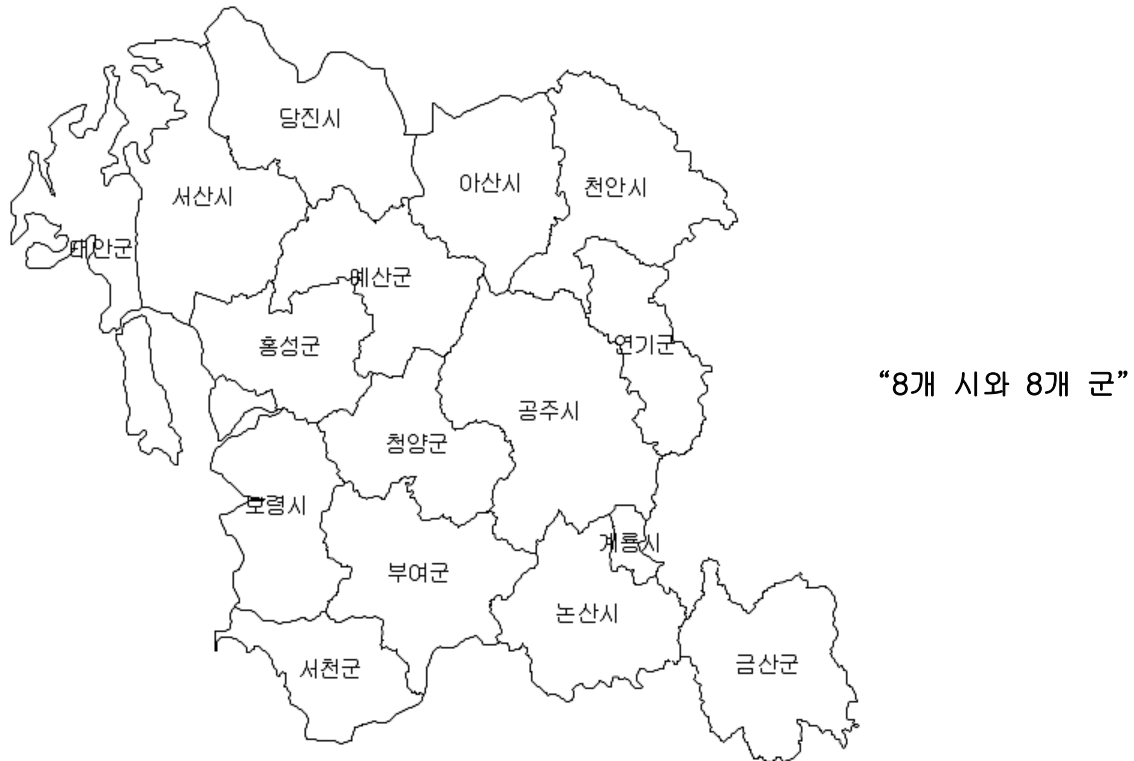 당진시
아산시
천안시
서산시
태안군
예산군
홍성군
연기군
"8개 시와 8개 군"
공주시
청양군
보령시
계룡시
부여군
논산시
서천군
금산군